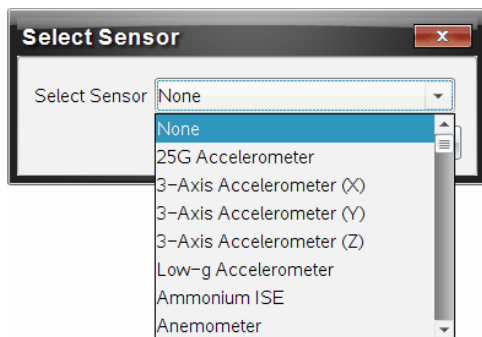 Select Sensor
x
Select Sensor None
None
25G Accelerometer
3-Axis Accelerometer (X)
3-Axis Accelerometer (Y)
3-Axis Accelerometer (Z)
Low-g Accelerometer
Ammonium ISE
Anemometer